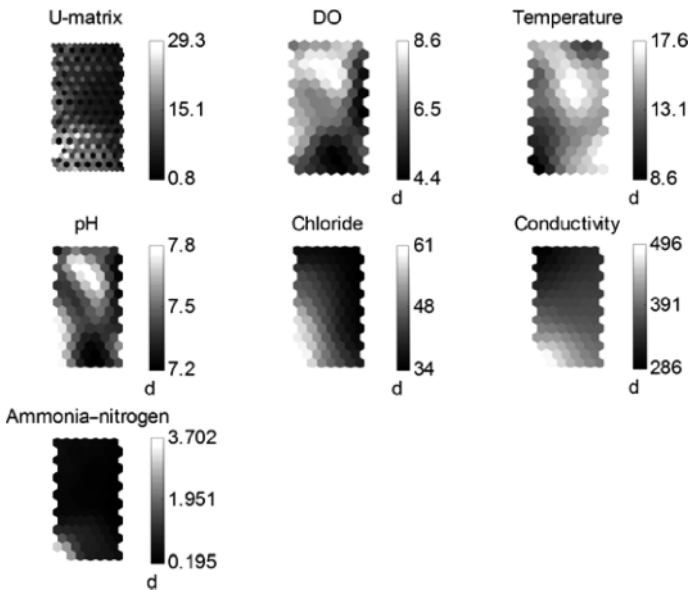 U-matrix
29.3
15.1
0.8
DO
8.6
6.5
4.4
d
Temperature
17.6
13.1
8.6
d
pH
7.8
7.5
7.2
d
Chloride
61
48
34
d
Conductivity
496
391
286
d
Ammonia-nitrogen
3.702
1.951
0.195
d